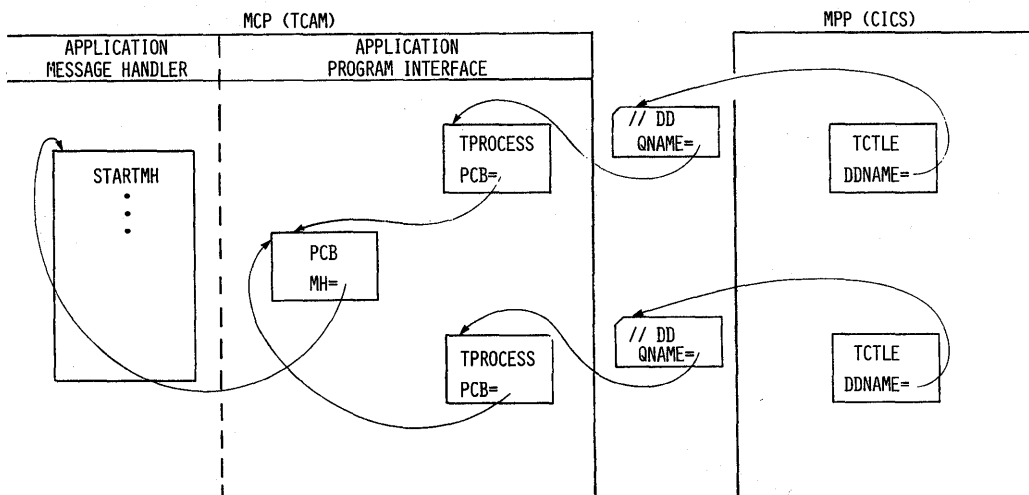 MCP (TCAM)
MPP (CICS)
APPLICATION
MESSAGE HANDLER
APPLICATION
PROGRAM INTERFACE
STARTMH
TPROCESS
PCB=
// DD
QNAME=
TCTLE
DDNAME=
PCB
MH=
TPROCESS
PCB=
// DD
QNAME=
TCTLE
DDNAME=